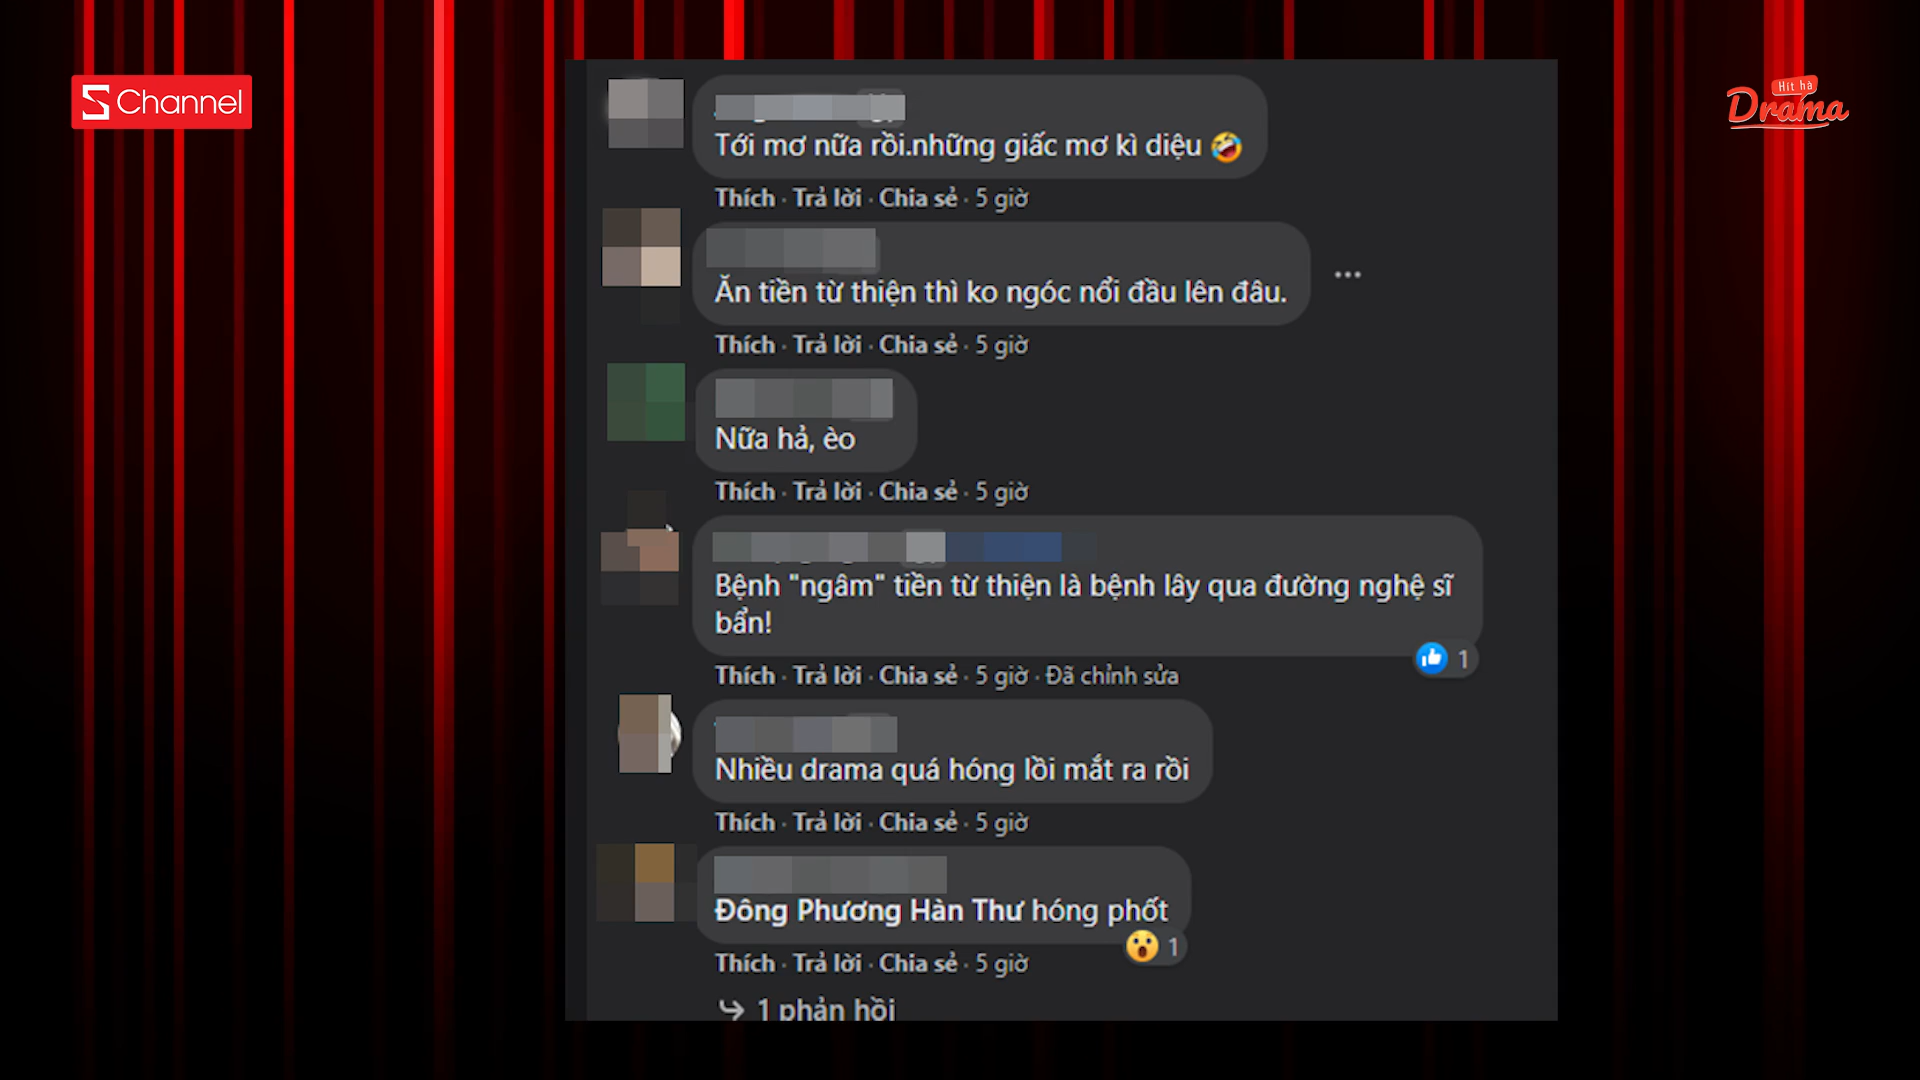 S Channel
Hít hà
Drama
Tới mơ nữa rồi.những giấc mơ kì diệu 🤣
Thích · Trả lời · Chia sẻ · 5 giờ
Ăn tiền từ thiện thì ko ngóc nổi đầu lên đâu.
Thích · Trả lời · Chia sẻ · 5 giờ
Nữa hả, èo
Thích · Trả lời · Chia sẻ · 5 giờ
Bệnh "ngâm" tiền từ thiện là bệnh lây qua đường nghệ sĩ
bẩn!
1
Thích · Trả lời · Chia sẻ · 5 giờ · Đã chỉnh sửa
Nhiều drama quá hóng lồi mắt ra rồi
Thích · Trả lời · Chia sẻ · 5 giờ
Đông Phương Hàn Thư hóng phốt
1
Thích · Trả lời · Chia sẻ · 5 giờ
1 phản hồi